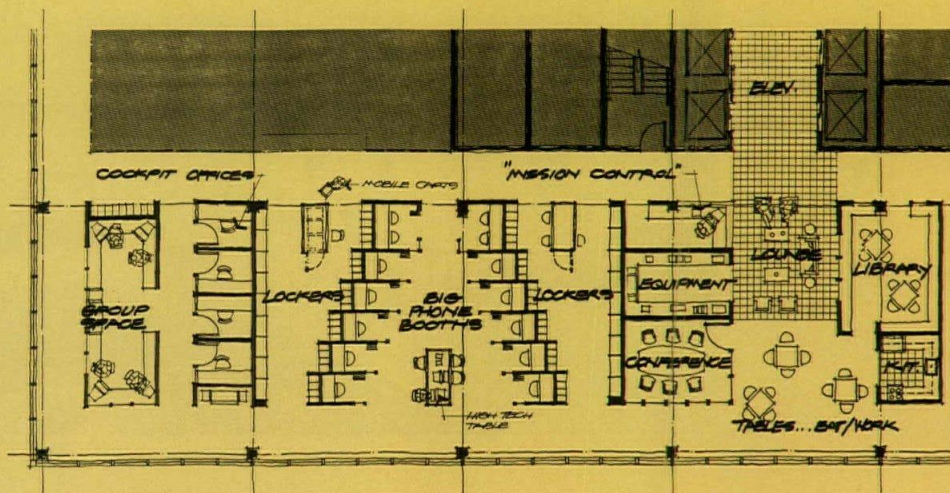 ELEV.
COCKPIT OFFICES
MOBILE CARTS
"MISSION CONTROL"
LOUNGE
LIBRARY
LOCKERS
BIG
PHONE
BOOTHS
LOCKERS
EQUIPMENT
GROUP
SPACE
CONFERENCE
KIT.
HIGH TECH
TABLE
TABLES...EAT/WORK